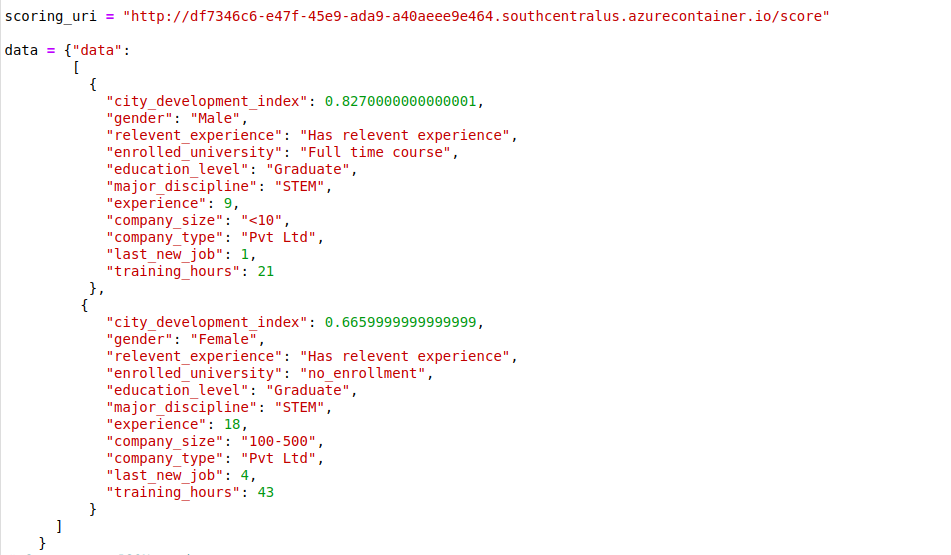 scoring_uri = "http://df7346c6-e47f-45e9-ada9-a40aeee9e464.southcentralus.azurecontainer.io/score"
data = {"data":
[
{
"city_development_index": 0.8270000000000001,
"gender": "Male",
"relevent_experience": "Has relevent experience",
"enrolled_university": "Full time course",
"education_level": "Graduate",
"major_discipline": "STEM",
"experience": 9,
"company_size": "<10",
"company_type": "Pvt Ltd",
"last_new_job": 1,
"training_hours": 21
},
{
"city_development_index": 0.6659999999999999,
"gender": "Female",
"relevent_experience": "Has relevent experience",
"enrolled_university": "no_enrollment",
"education_level": "Graduate",
"major_discipline": "STEM",
"experience": 18,
"company_size": "100-500",
"company_type": "Pvt Ltd",
"last_new_job": 4,
"training_hours": 43
}
]
}